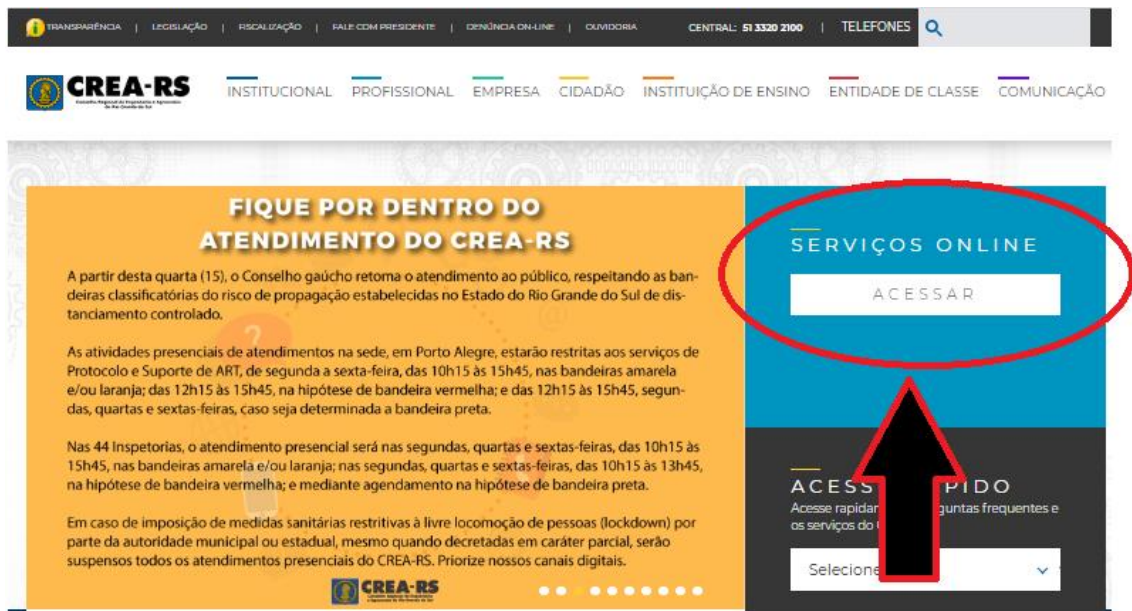 TRANSPARÊNCIA | LEGISLAÇÃO | FISCALIZAÇÃO | FALE COM PRESIDENTE | DENÚNCIA ON-LINE | OUVIDORIA CENTRAL: 51 3320 2100 | TELEFONES
CREA-RS
Conselho Regional de Engenharia e Agronomia
do Rio Grande do Sul
INSTITUCIONAL PROFISSIONAL EMPRESA CIDADÃO INSTITUIÇÃO DE ENSINO ENTIDADE DE CLASSE COMUNICAÇÃO
FIQUE POR DENTRO DO
ATENDIMENTO DO CREA-RS
A partir desta quarta (15), o Conselho gaúcho retoma o atendimento ao público, respeitando as ban-
deiras classificatórias do risco de propagação estabelecidas no Estado do Rio Grande do Sul de dis-
tanciamento controlado.
As atividades presenciais de atendimentos na sede, em Porto Alegre, estarão restritas aos serviços de
Protocolo e Suporte de ART, de segunda a sexta-feira, das 10h15 às 15h45, nas bandeiras amarela
e/ou laranja; das 12h15 às 15h45, na hipótese de bandeira vermelha; e das 12h15 às 15h45, segun-
das, quartas e sextas-feiras, caso seja determinada a bandeira preta.
Nas 44 Inspetorias, o atendimento presencial será nas segundas, quartas e sextas-feiras, das 10h15 às
15h45, nas bandeiras amarela e/ou laranja; nas segundas, quartas e sextas-feiras, das 10h15 às 13h45,
na hipótese de bandeira vermelha; e mediante agendamento na hipótese de bandeira preta.
Em caso de imposição de medidas sanitárias restritivas à livre locomoção de pessoas (lockdown) por
parte da autoridade municipal ou estadual, mesmo quando decretadas em caráter parcial, serão
suspensos todos os atendimentos presenciais do CREA-RS. Priorize nossos canais digitais.
CREA-RS
SERVIÇOS ONLINE
ACESSAR
Acesse
frequentes e
os serviços do
Selecione